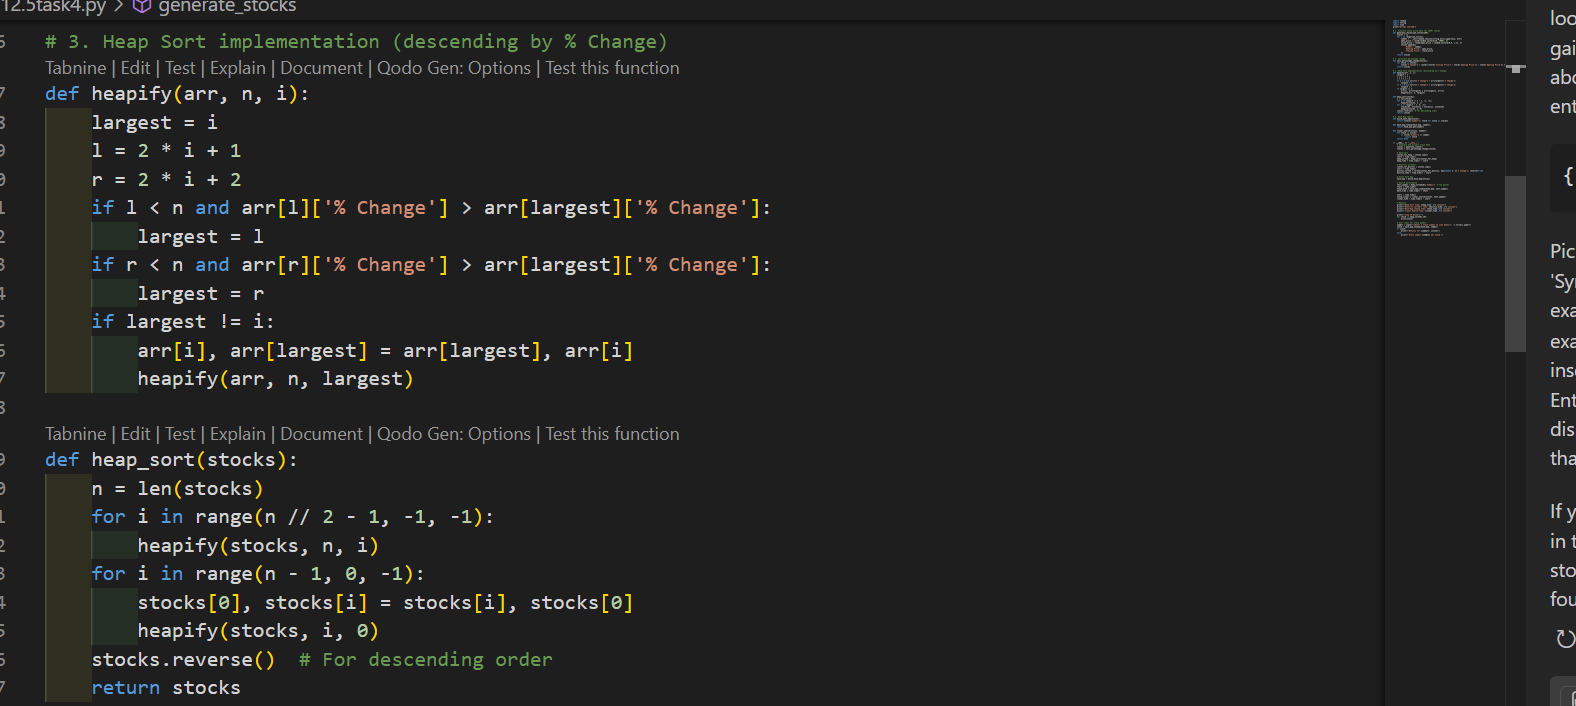 12.5task4.py > generate_stocks
# 3. Heap Sort implementation (descending by % Change)
Tabnine | Edit | Test | Explain | Document | Qodo Gen: Options | Test this function
def heapify(arr, n, i):
    largest = i
    l = 2 * i + 1
    r = 2 * i + 2
    if l < n and arr[l]['% Change'] > arr[largest]['% Change']:
        largest = l
    if r < n and arr[r]['% Change'] > arr[largest]['% Change']:
        largest = r
    if largest != i:
        arr[i], arr[largest] = arr[largest], arr[i]
        heapify(arr, n, largest)
Tabnine | Edit | Test | Explain | Document | Qodo Gen: Options | Test this function
def heap_sort(stocks):
    n = len(stocks)
    for i in range(n // 2 - 1, -1, -1):
        heapify(stocks, n, i)
    for i in range(n - 1, 0, -1):
        stocks[0], stocks[i] = stocks[i], stocks[0]
        heapify(stocks, i, 0)
    stocks.reverse()  # For descending order
    return stocks
{
If y
in t